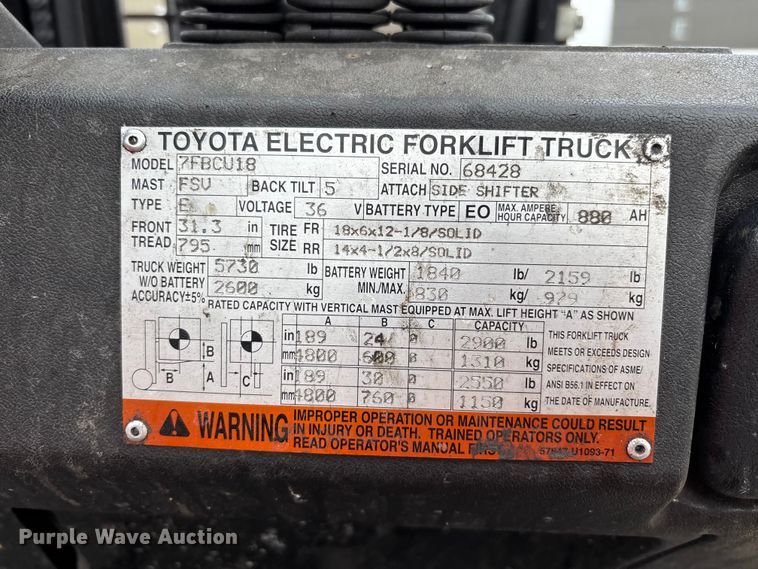 TOYOTA ELECTRIC FORKLIFT TRUCK
MODEL 7FBCU18 SERIAL NO. 68428
MAST FSV BACK TILT 5 ATTACH SIDE SHIFTER
TYPE E VOLTAGE 36 V BATTERY TYPE EO MAX. AMPERE HOUR CAPACITY 880 AH
FRONT TREAD 31.3 in TIRE SIZE FR 18x6x12-1/8/SOLID
795 mm RR 14x4-1/2x8/SOLID
TRUCK WEIGHT 5730 lb BATTERY WEIGHT 1840 lb/ 2159 lb
W/O BATTERY 2600 kg MIN./MAX. 830 kg/ 979 kg
ACCURACY±5%
RATED CAPACITY WITH VERTICAL MAST EQUIPPED AT MAX. LIFT HEIGHT "A" AS SHOWN
A B C CAPACITY
in 189 24 0 2900 lb
mm 4800 600 0 1310 kg
in 189 30 0 2550 lb
mm 4800 760 0 1150 kg
B
A
B
C
THIS FORKLIFT TRUCK
MEETS OR EXCEEDS DESIGN
SPECIFICATIONS OF ASME/
ANSI B56.1 IN EFFECT ON
THE DATE OF MANUFACTURE.
WARNING
IMPROPER OPERATION OR MAINTENANCE COULD RESULT
IN INJURY OR DEATH. TRAINED OPERATORS ONLY.
READ OPERATOR'S MANUAL
U1093-71
Purple Wave Auction